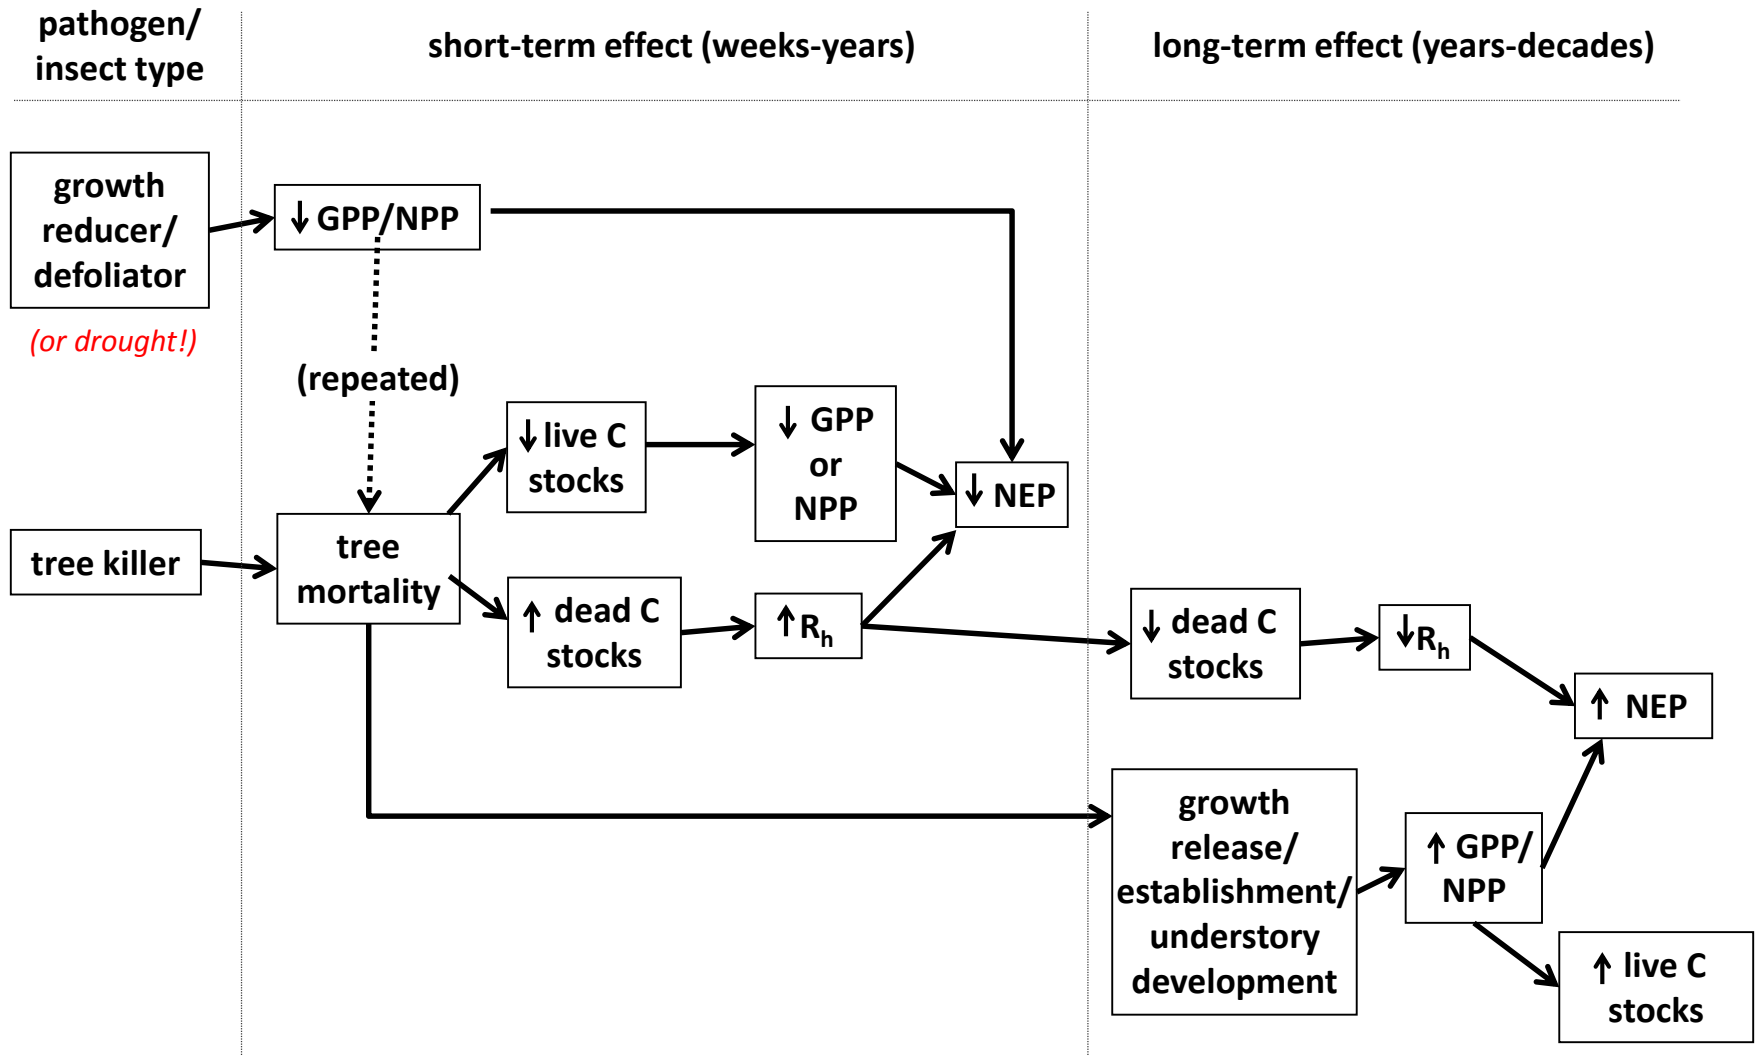 pathogen/
insect type
short-term effect (weeks-years)
long-term effect (years-decades)
growth
reducer/
defoliator
(or drought!)
↓ GPP/NPP
(repeated)
↓ live C
stocks
↓ GPP
or
NPP
↓ NEP
tree killer
tree
mortality
↑ dead C
stocks
↑ Rh
↓ dead C
stocks
↓ Rh
↑ NEP
growth
release/
establishment/
understory
development
↑ GPP/
NPP
↑ live C
stocks